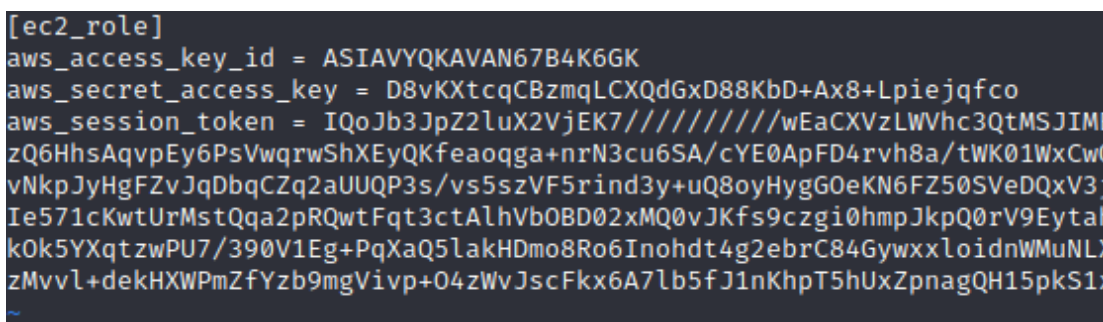 [ec2_role]
aws_access_key_id = ASIAVYQKAVAN67B4K6GK
aws_secret_access_key = D8vKXtcqCBzmqLCXQdGxD88KbD+Ax8+Lpiejqfco
aws_session_token = IQoJb3JpZ2luX2VjEK7//////////wEaCXVzLWVhc3QtMSJIM
zQ6HhsAqvpEy6PsVwqrwShXEyQKfeaoqga+nrN3cu6SA/cYE0ApFD4rvh8a/tWK01WxCw
vNkpJyHgFZvJqDbqCZq2aUUQP3s/vs5szVF5rind3y+uQ8oyHygGOeKN6FZ50SVeDQxV3
Ie571cKwtUrMstQqa2pRQwtFqt3ctAlhVbOBD02xMQ0vJKfs9czgi0hmpJkpQ0rV9Eyta
kOk5YXqtzwPU7/390V1Eg+PqXaQ5lakHDmo8Ro6Inohdt4g2ebrC84GywxxloidnWMuNL
zMvvl+dekHXWPmZfYzb9mgVivp+O4zWvJscFkx6A7lb5fJ1nKhpT5hUxZpnagQH15pkS1
~